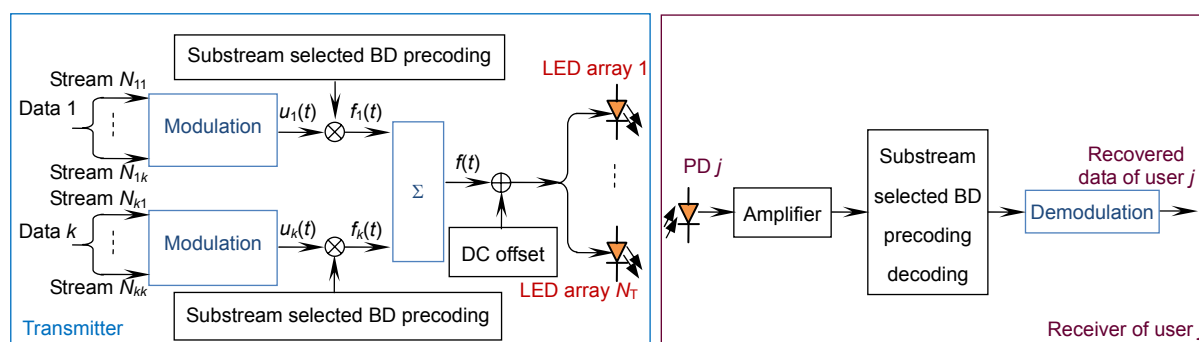 Substream selected BD precoding
LED array 1
Stream N11
Data 1
Modulation
u1(t)
f1(t)
Stream N1k
Stream Nk1
Data k
Modulation
uk(t)
fk(t)
Stream Nkk
Σ
f(t)
DC offset
LED array NT
Substream selected BD precoding
Transmitter
PD j
Amplifier
Substream
selected BD
precoding
decoding
Recovered
data of user j
Demodulation
Receiver of user j